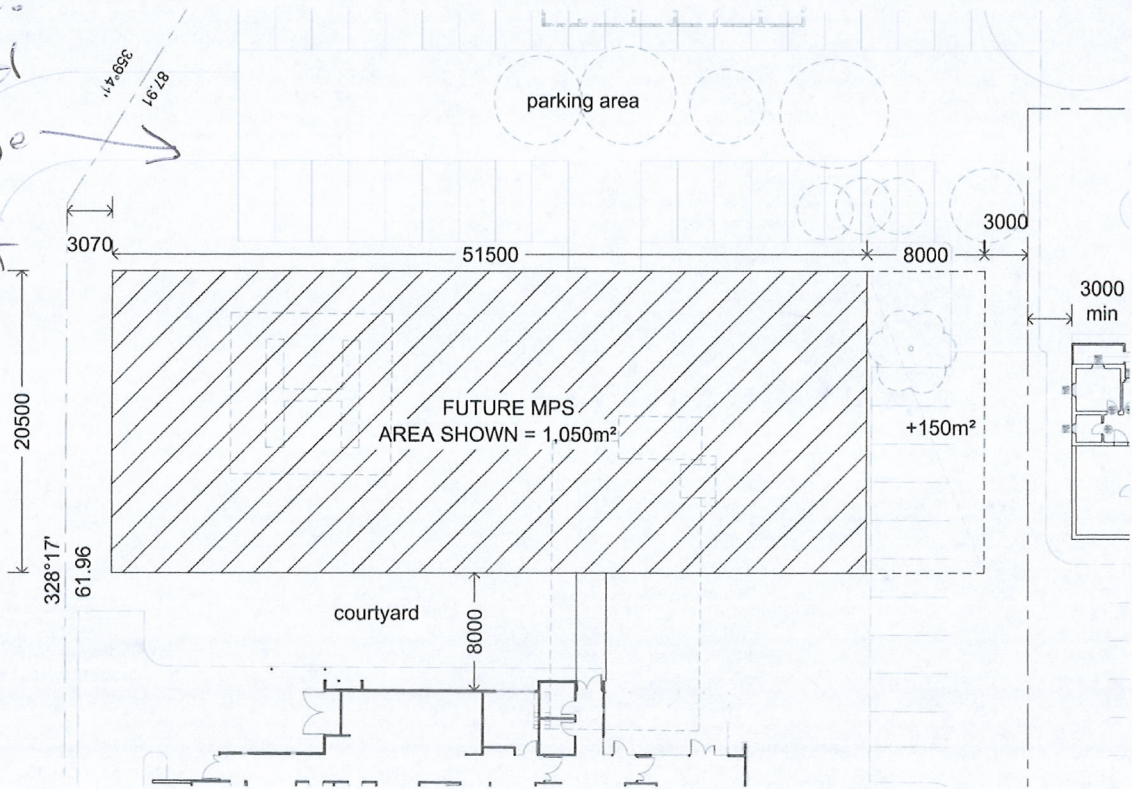 359°41'
87.91
parking area
3070
51500
8000
3000
3000
min
20500
FUTURE MPS
AREA SHOWN = 1,050m²
+150m²
328°17'
61.96
courtyard
8000